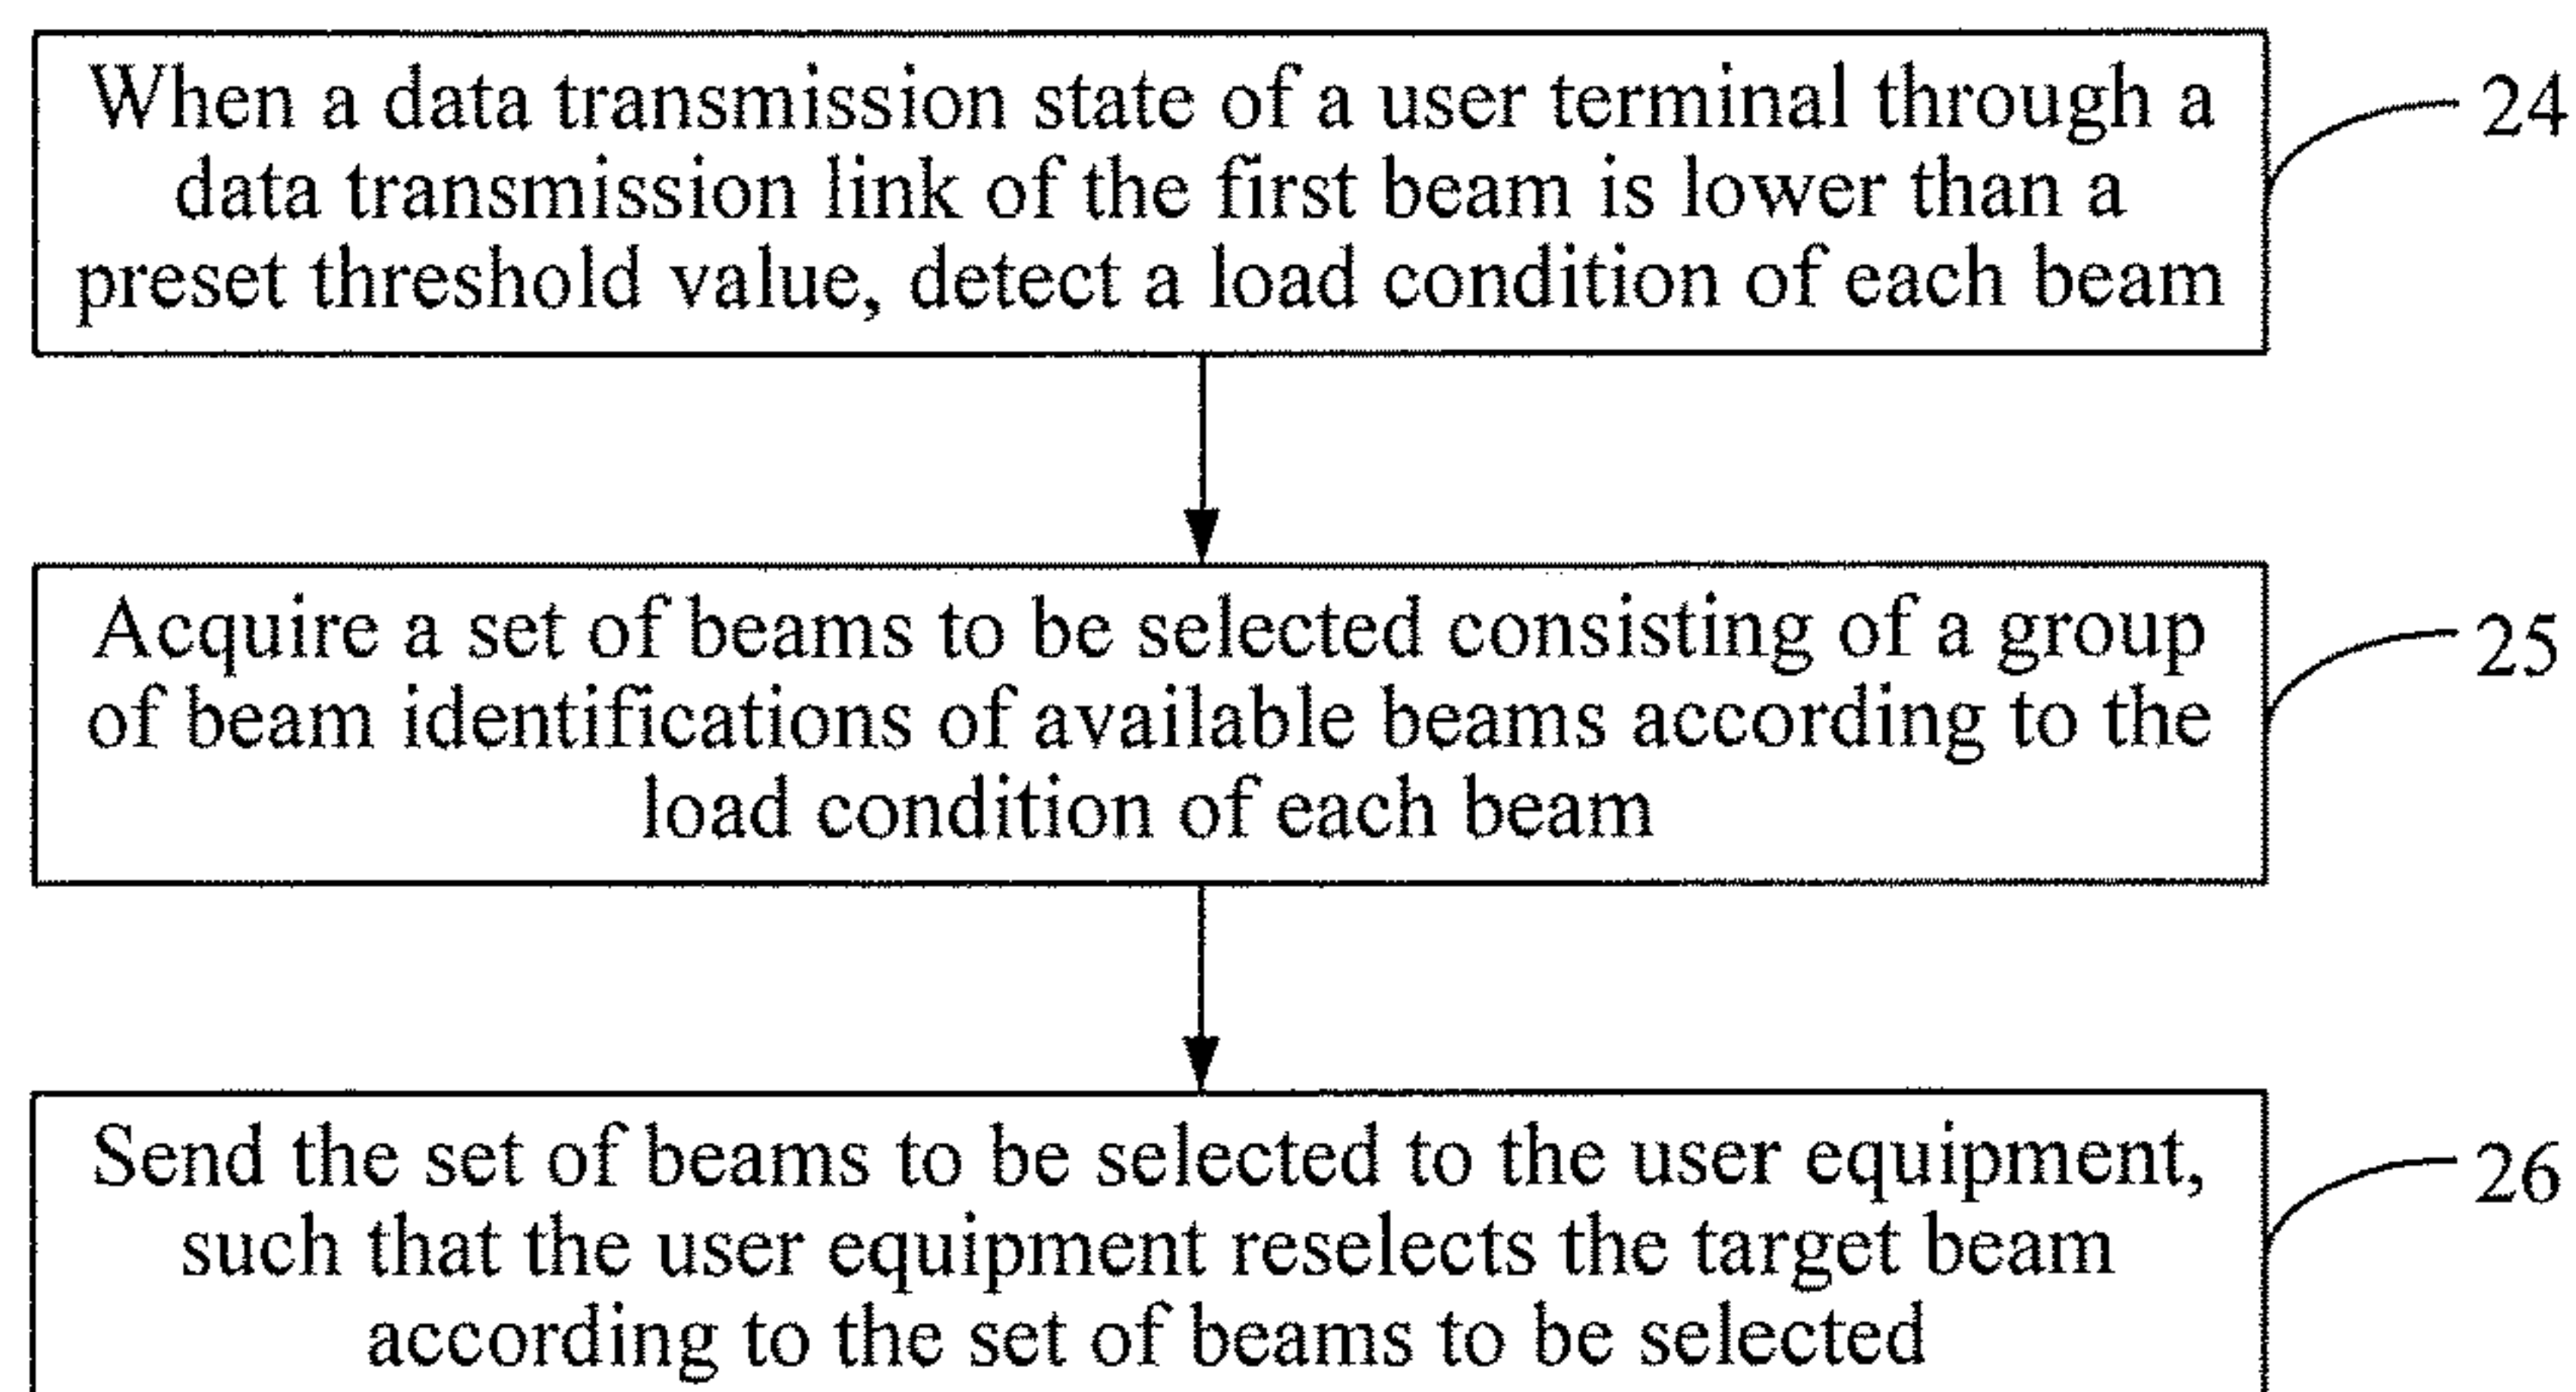 When a data transmission state of a user terminal through a
data transmission link of the first beam is lower than a
preset threshold value, detect a load condition of each beam
24
Acquire a set of beams to be selected consisting of a group
of beam identifications of available beams according to the
load condition of each beam
25
Send the set of beams to be selected to the user equipment,
such that the user equipment reselects the target beam
according to the set of beams to be selected
26